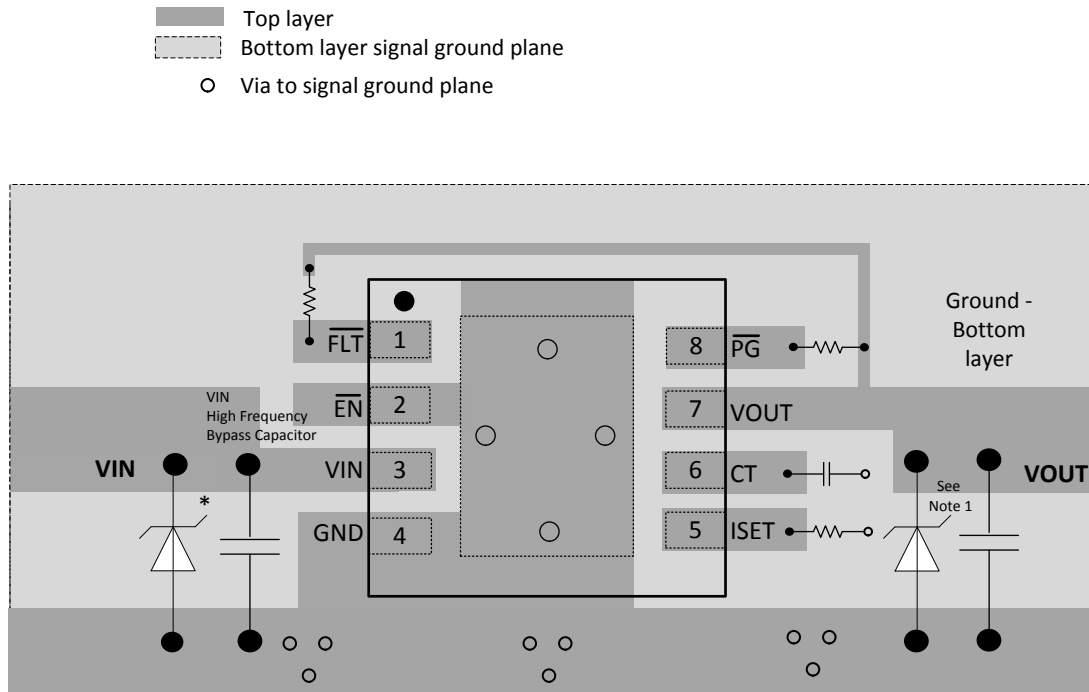 Top layer
Bottom layer signal ground plane
Via to signal ground plane
Ground -
Bottom
layer
FLT
1
8
PG
VIN
High Frequency
Bypass Capacitor
EN
2
7
VOUT
VIN
VIN
3
6
CT
VOUT
*
See
Note 1
GND
4
5
ISET